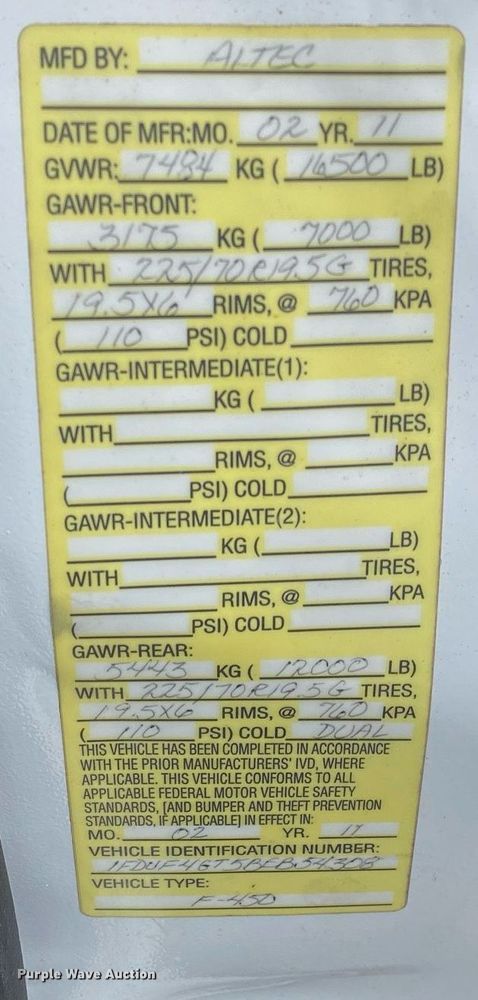 MFD BY: ALTEC
DATE OF MFR:MO. 02 YR. 11
GVWR: 7484 KG ( 16500 LB)
GAWR-FRONT:
3175 KG ( 7000 LB)
WITH 225/70R19.5G TIRES,
19.5X6 RIMS, @ 760 KPA
( 110 PSI) COLD
GAWR-INTERMEDIATE(1):
KG ( LB)
WITH TIRES,
RIMS, @ KPA
( PSI) COLD
GAWR-INTERMEDIATE(2):
KG ( LB)
WITH TIRES,
RIMS, @ KPA
( PSI) COLD
GAWR-REAR:
5443 KG ( 12000 LB)
WITH 225/70R19.5G TIRES,
19.5X6 RIMS, @ 760 KPA
( 110 PSI) COLD DUAL
THIS VEHICLE HAS BEEN COMPLETED IN ACCORDANCE
WITH THE PRIOR MANUFACTURERS' IVD, WHERE
APPLICABLE. THIS VEHICLE CONFORMS TO ALL
APPLICABLE FEDERAL MOTOR VEHICLE SAFETY
STANDARDS, [AND BUMPER AND THEFT PREVENTION
STANDARDS, IF APPLICABLE] IN EFFECT IN:
MO. 02 YR. 11
VEHICLE IDENTIFICATION NUMBER:
1FDUF4GT5BEB54308
VEHICLE TYPE:
F-450
Purple Wave Auction